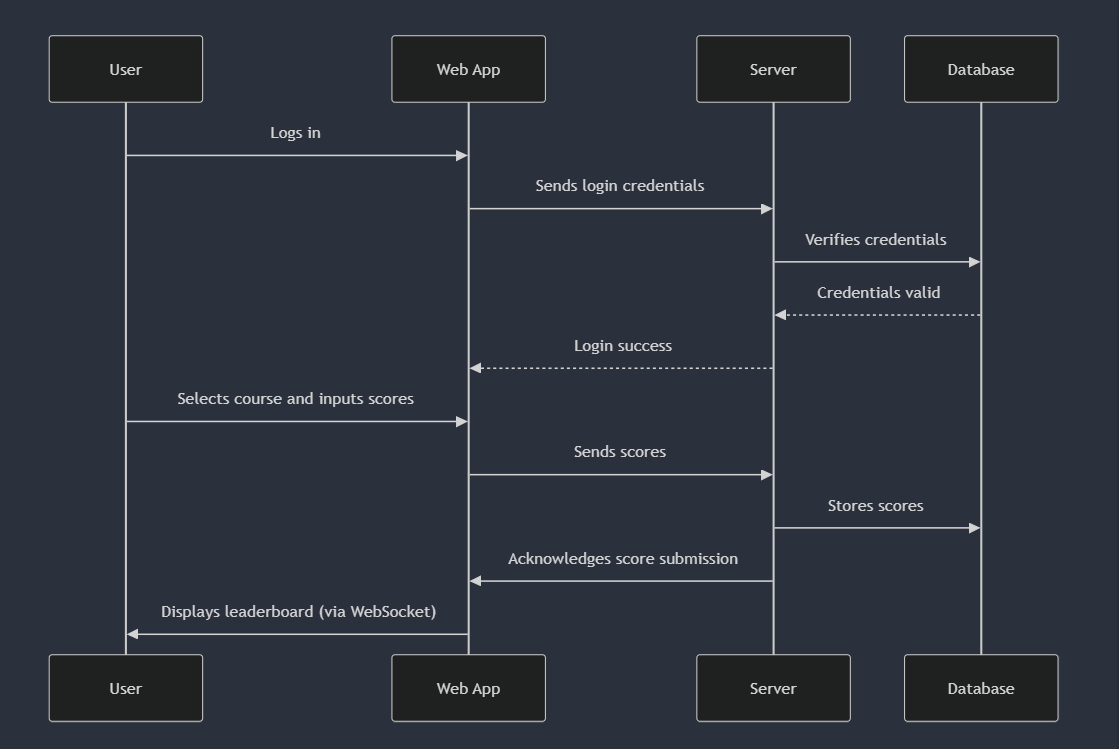 User
Web App
Server
Database
Logs in
Sends login credentials
Verifies credentials
Credentials valid
Login success
Selects course and inputs scores
Sends scores
Stores scores
Acknowledges score submission
Displays leaderboard (via WebSocket)
User
Web App
Server
Database